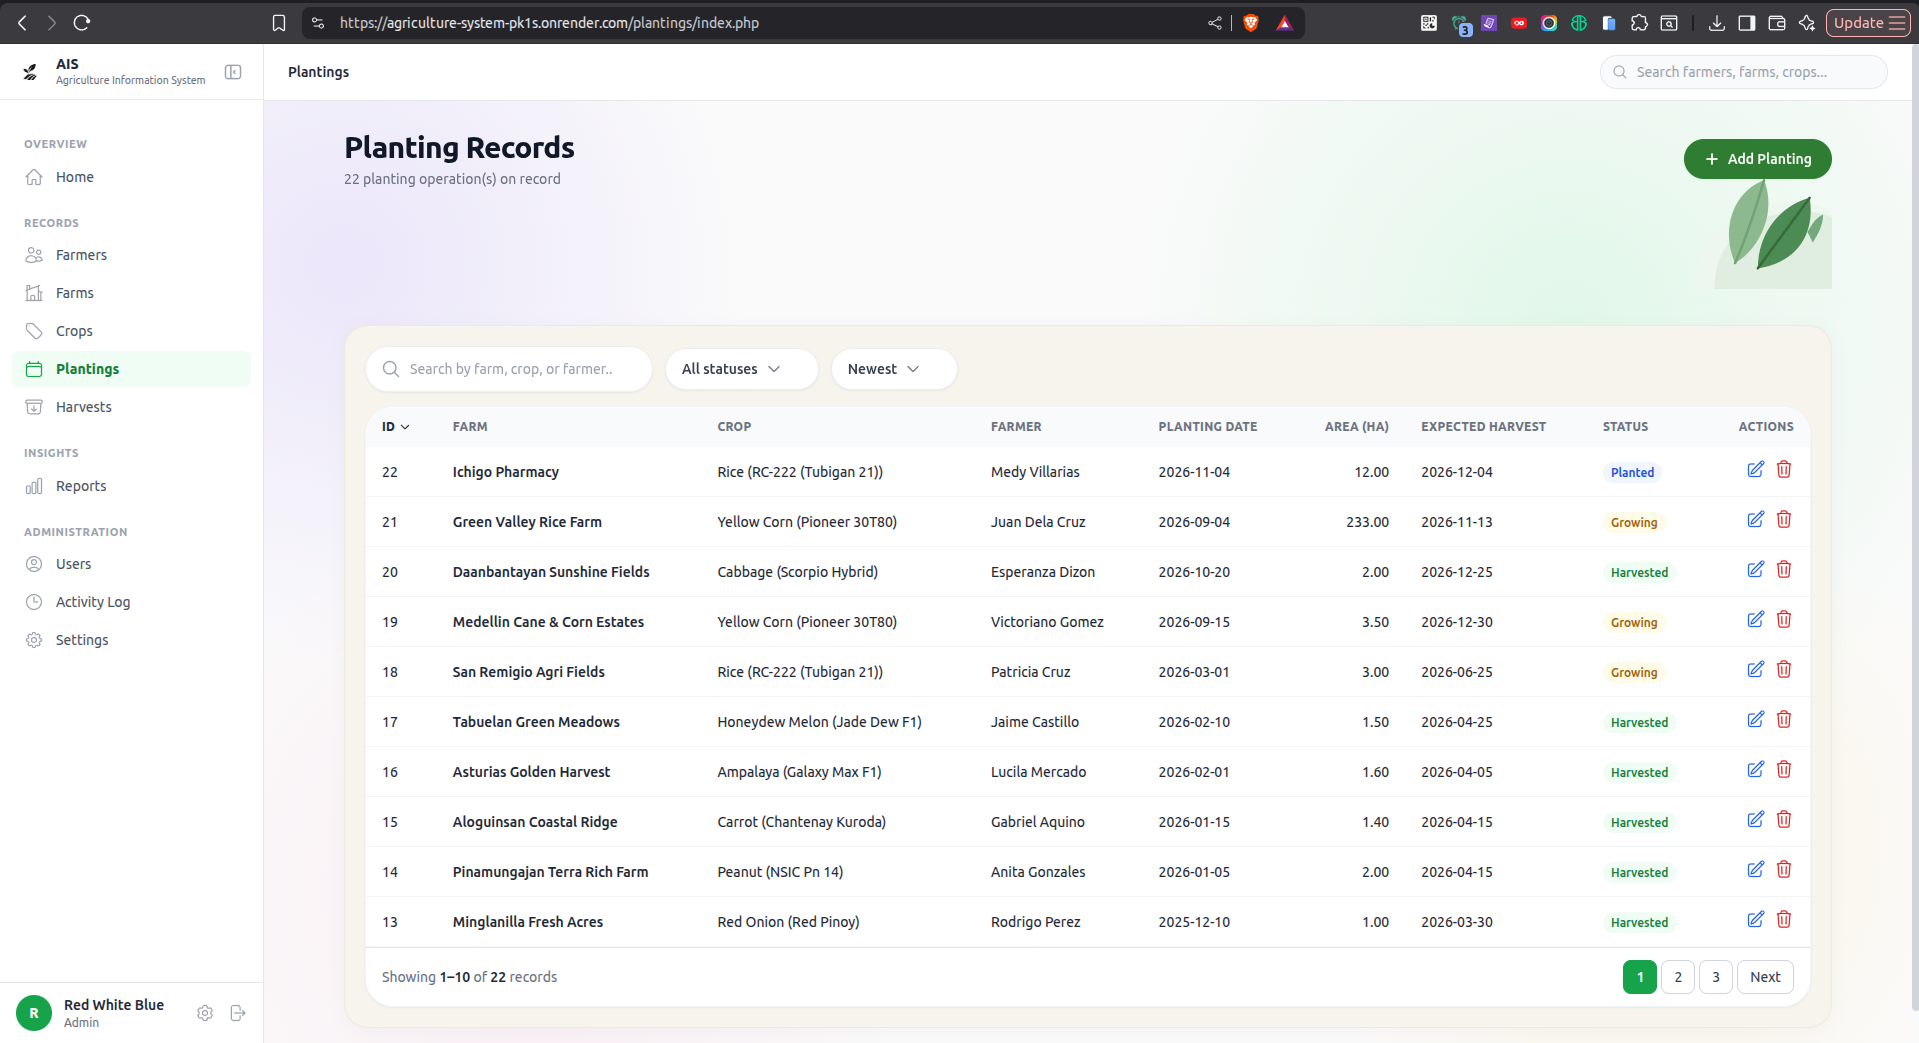 https://agriculture-system-pk1s.onrender.com/plantings/index.php
3
Update
AIS
Agriculture Information System
Plantings
Search farmers, farms, crops...
OVERVIEW
Home
RECORDS
Farmers
Farms
Crops
Plantings
Harvests
INSIGHTS
Reports
ADMINISTRATION
Users
Activity Log
Settings
R
Red White Blue
Admin
Planting Records
22 planting operation(s) on record
+ Add Planting
Search by farm, crop, or farmer..
All statuses
Newest
ID FARM CROP FARMER PLANTING DATE AREA (HA) EXPECTED HARVEST STATUS ACTIONS
22 Ichigo Pharmacy Rice (RC-222 (Tubigan 21)) Medy Villarias 2026-11-04 12.00 2026-12-04 Planted
21 Green Valley Rice Farm Yellow Corn (Pioneer 30T80) Juan Dela Cruz 2026-09-04 233.00 2026-11-13 Growing
20 Daanbantayan Sunshine Fields Cabbage (Scorpio Hybrid) Esperanza Dizon 2026-10-20 2.00 2026-12-25 Harvested
19 Medellin Cane & Corn Estates Yellow Corn (Pioneer 30T80) Victoriano Gomez 2026-09-15 3.50 2026-12-30 Growing
18 San Remigio Agri Fields Rice (RC-222 (Tubigan 21)) Patricia Cruz 2026-03-01 3.00 2026-06-25 Growing
17 Tabuelan Green Meadows Honeydew Melon (Jade Dew F1) Jaime Castillo 2026-02-10 1.50 2026-04-25 Harvested
16 Asturias Golden Harvest Ampalaya (Galaxy Max F1) Lucila Mercado 2026-02-01 1.60 2026-04-05 Harvested
15 Aloguinsan Coastal Ridge Carrot (Chantenay Kuroda) Gabriel Aquino 2026-01-15 1.40 2026-04-15 Harvested
14 Pinamungajan Terra Rich Farm Peanut (NSIC Pn 14) Anita Gonzales 2026-01-05 2.00 2026-04-15 Harvested
13 Minglanilla Fresh Acres Red Onion (Red Pinoy) Rodrigo Perez 2025-12-10 1.00 2026-03-30 Harvested
Showing 1–10 of 22 records
1 2 3 Next